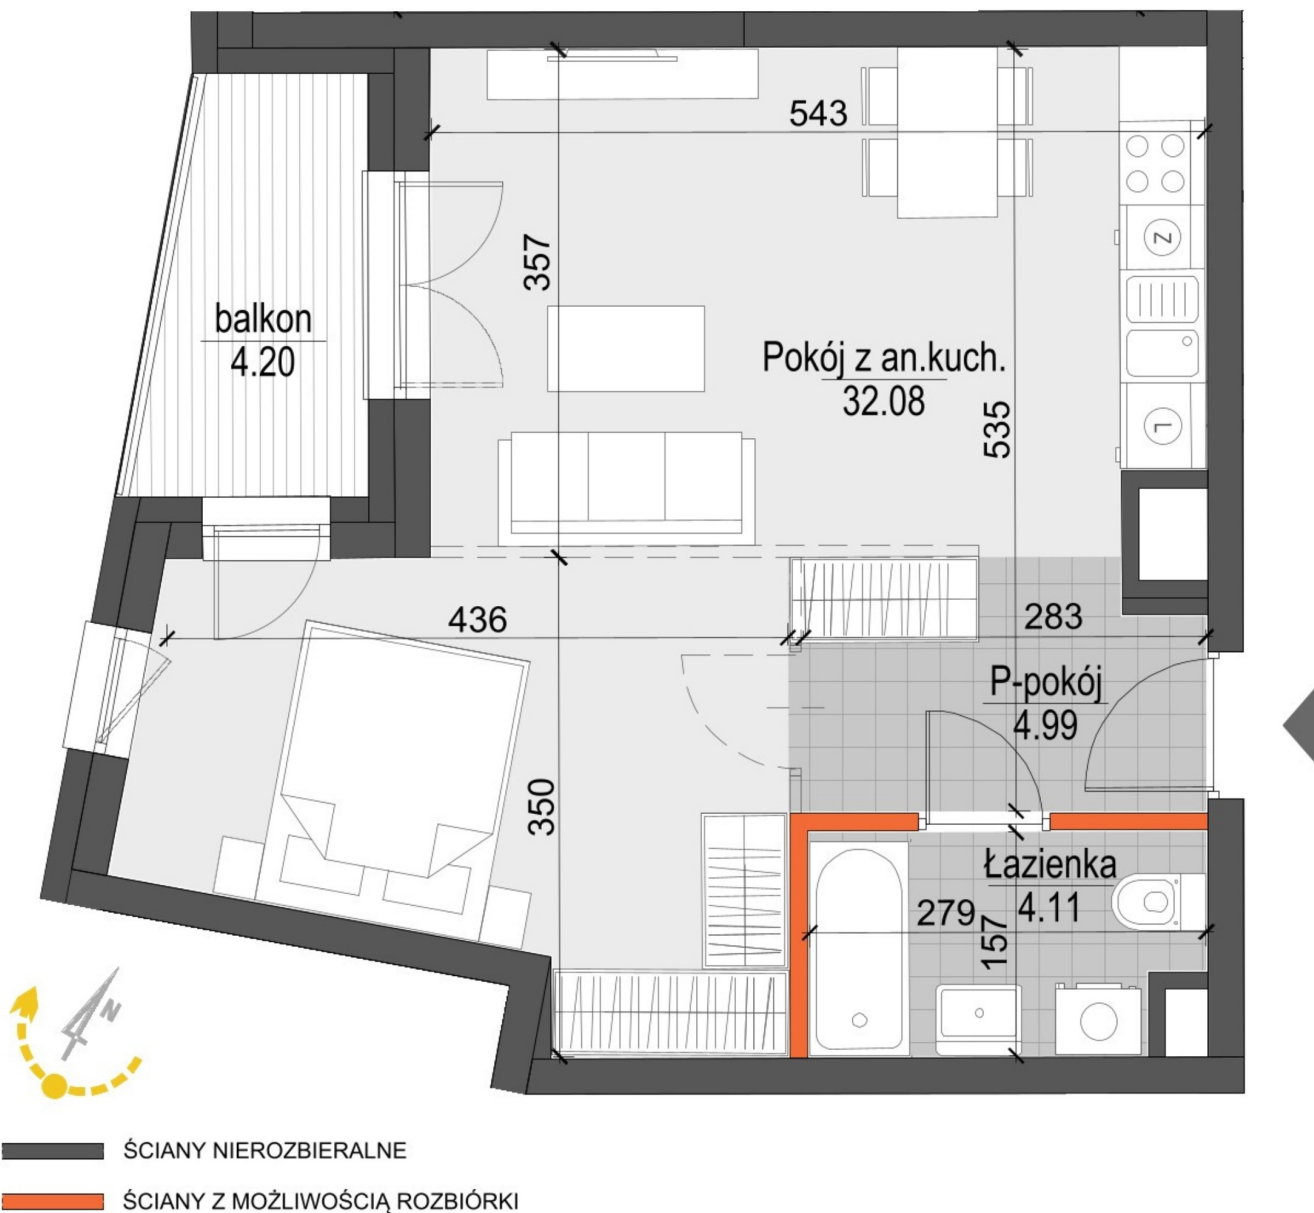 543
357
balkon
4.20
Pokój z an.kuch.
32.08
535
Z
L
436
283
P-pokój
4.99
350
Łazienka
4.11
279
157
N
ŚCIANY NIEROZBIERALNE
ŚCIANY Z MOŻLIWOŚCIĄ ROZBIÓRKI